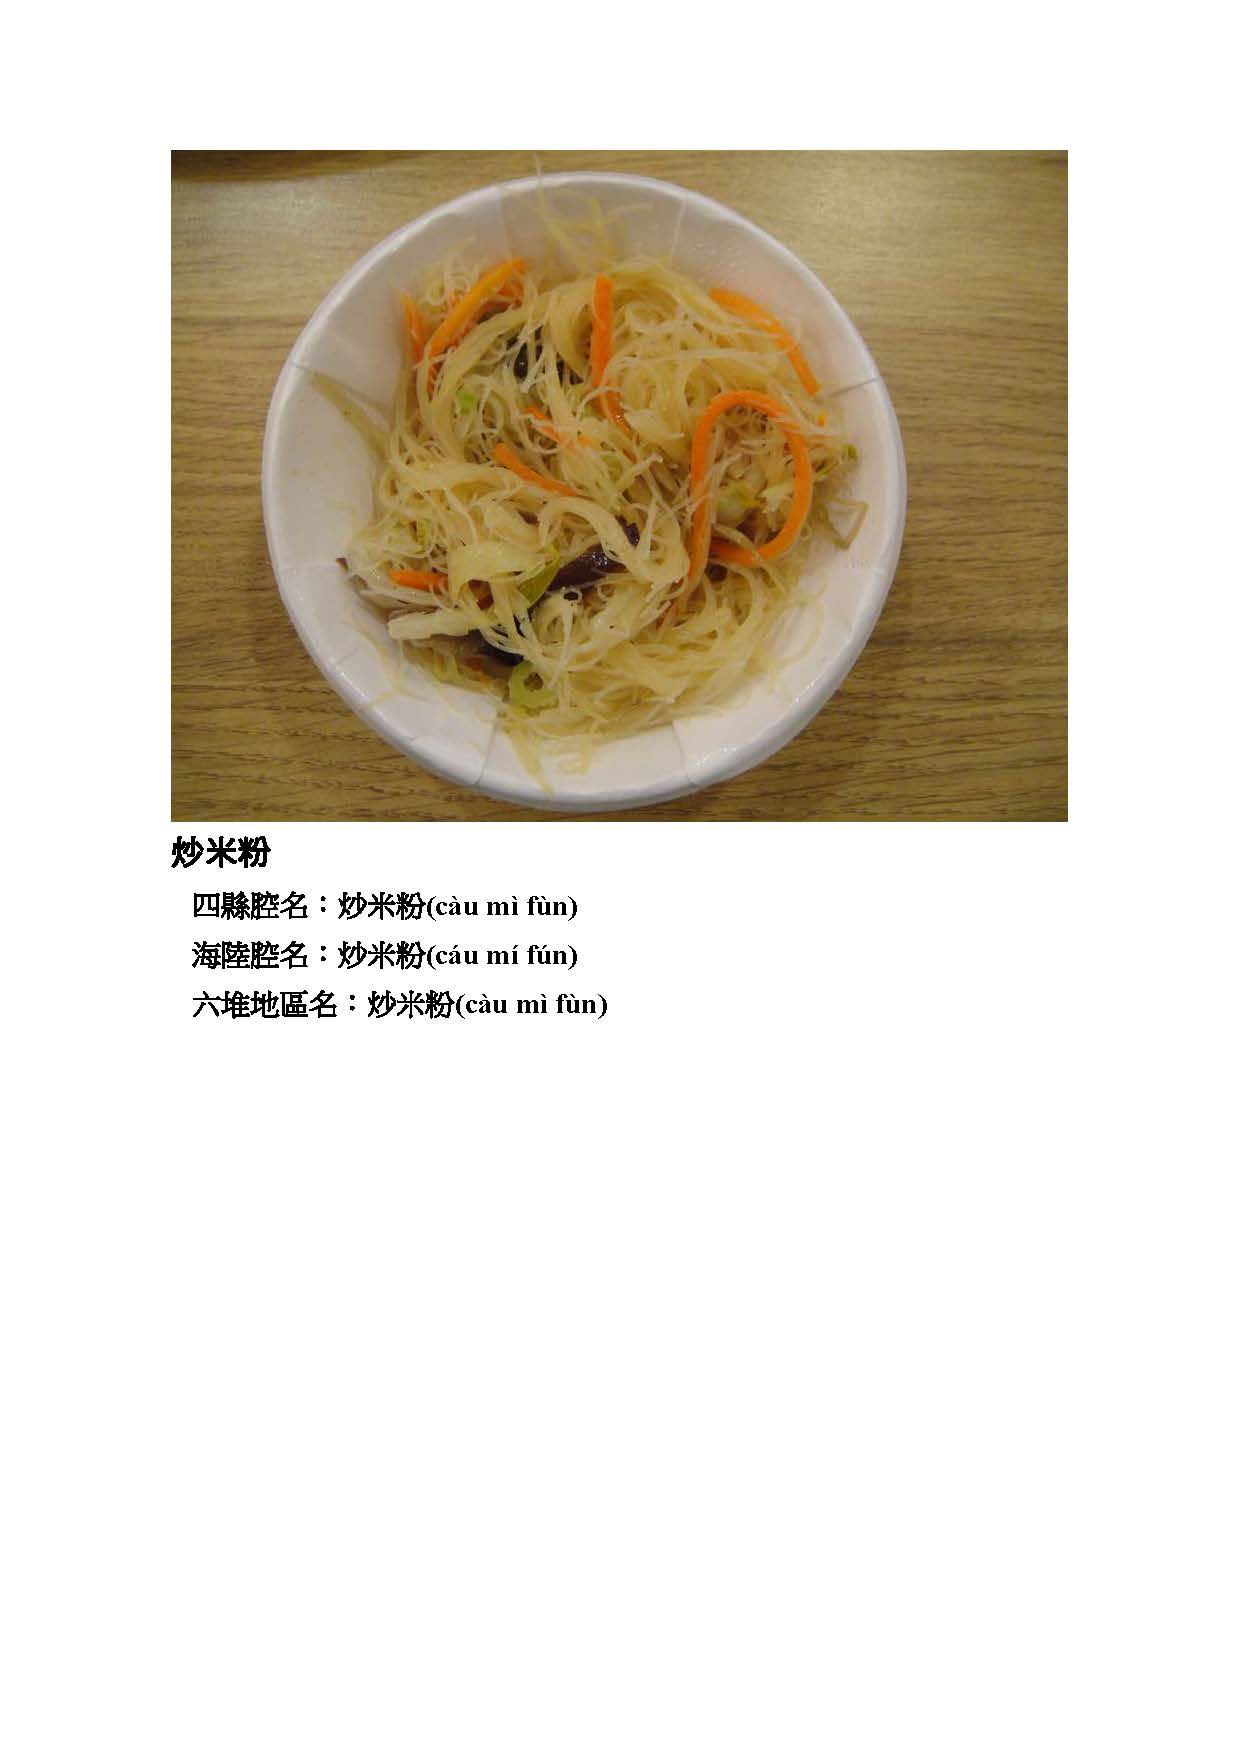 炒米粉
四縣腔名：炒米粉(càu mì fùn)
海陸腔名：炒米粉(cáu mí fún)
六堆地區名：炒米粉(càu mì fùn)